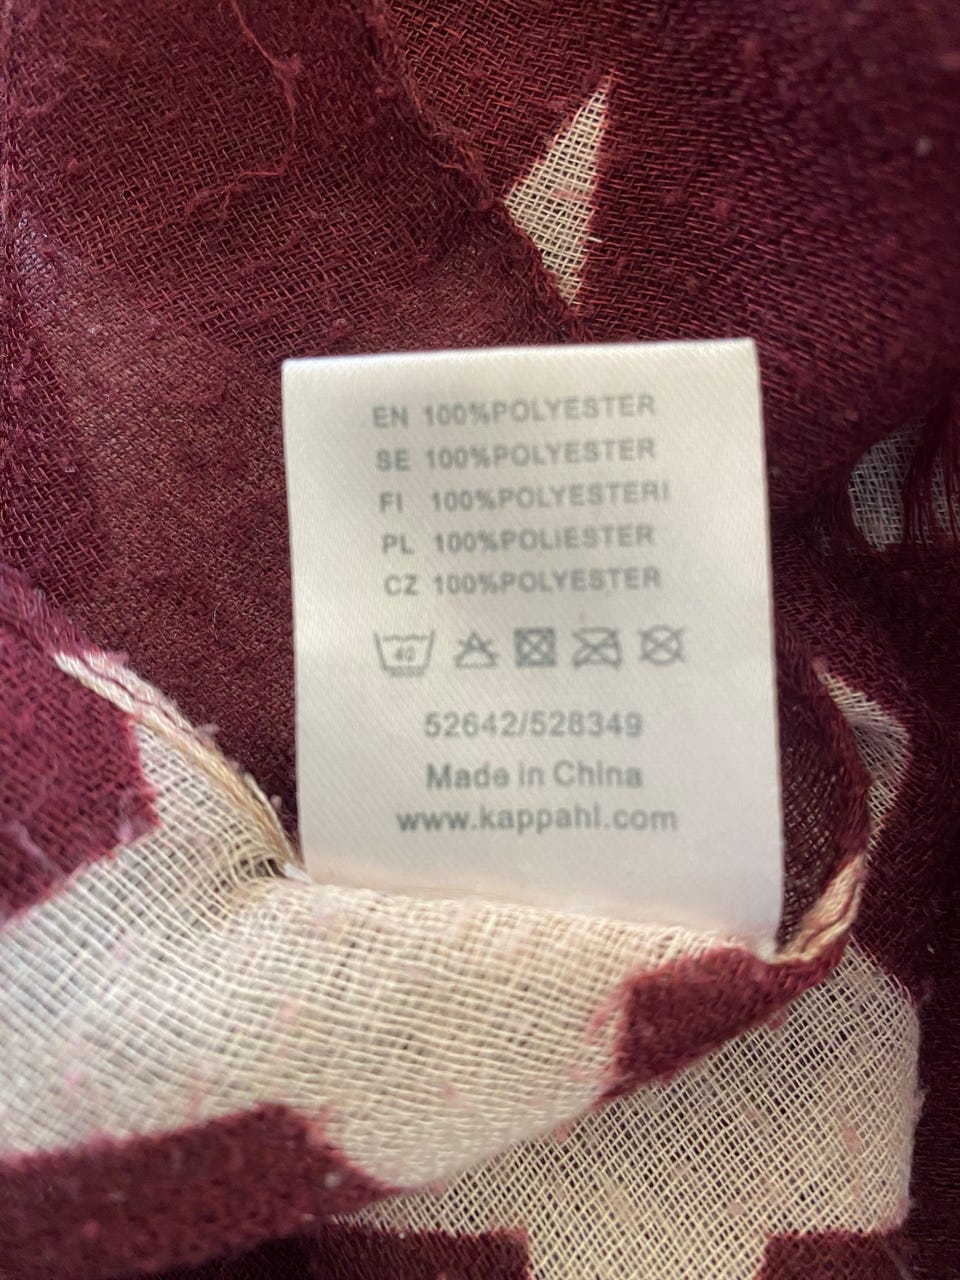 EN 100%POLYESTER
SE 100%POLYESTER
FI 100%POLYESTERI
PL 100%POLIESTER
CZ 100%POLYESTER
40
52642/528349
Made in China
www.kappahl.com